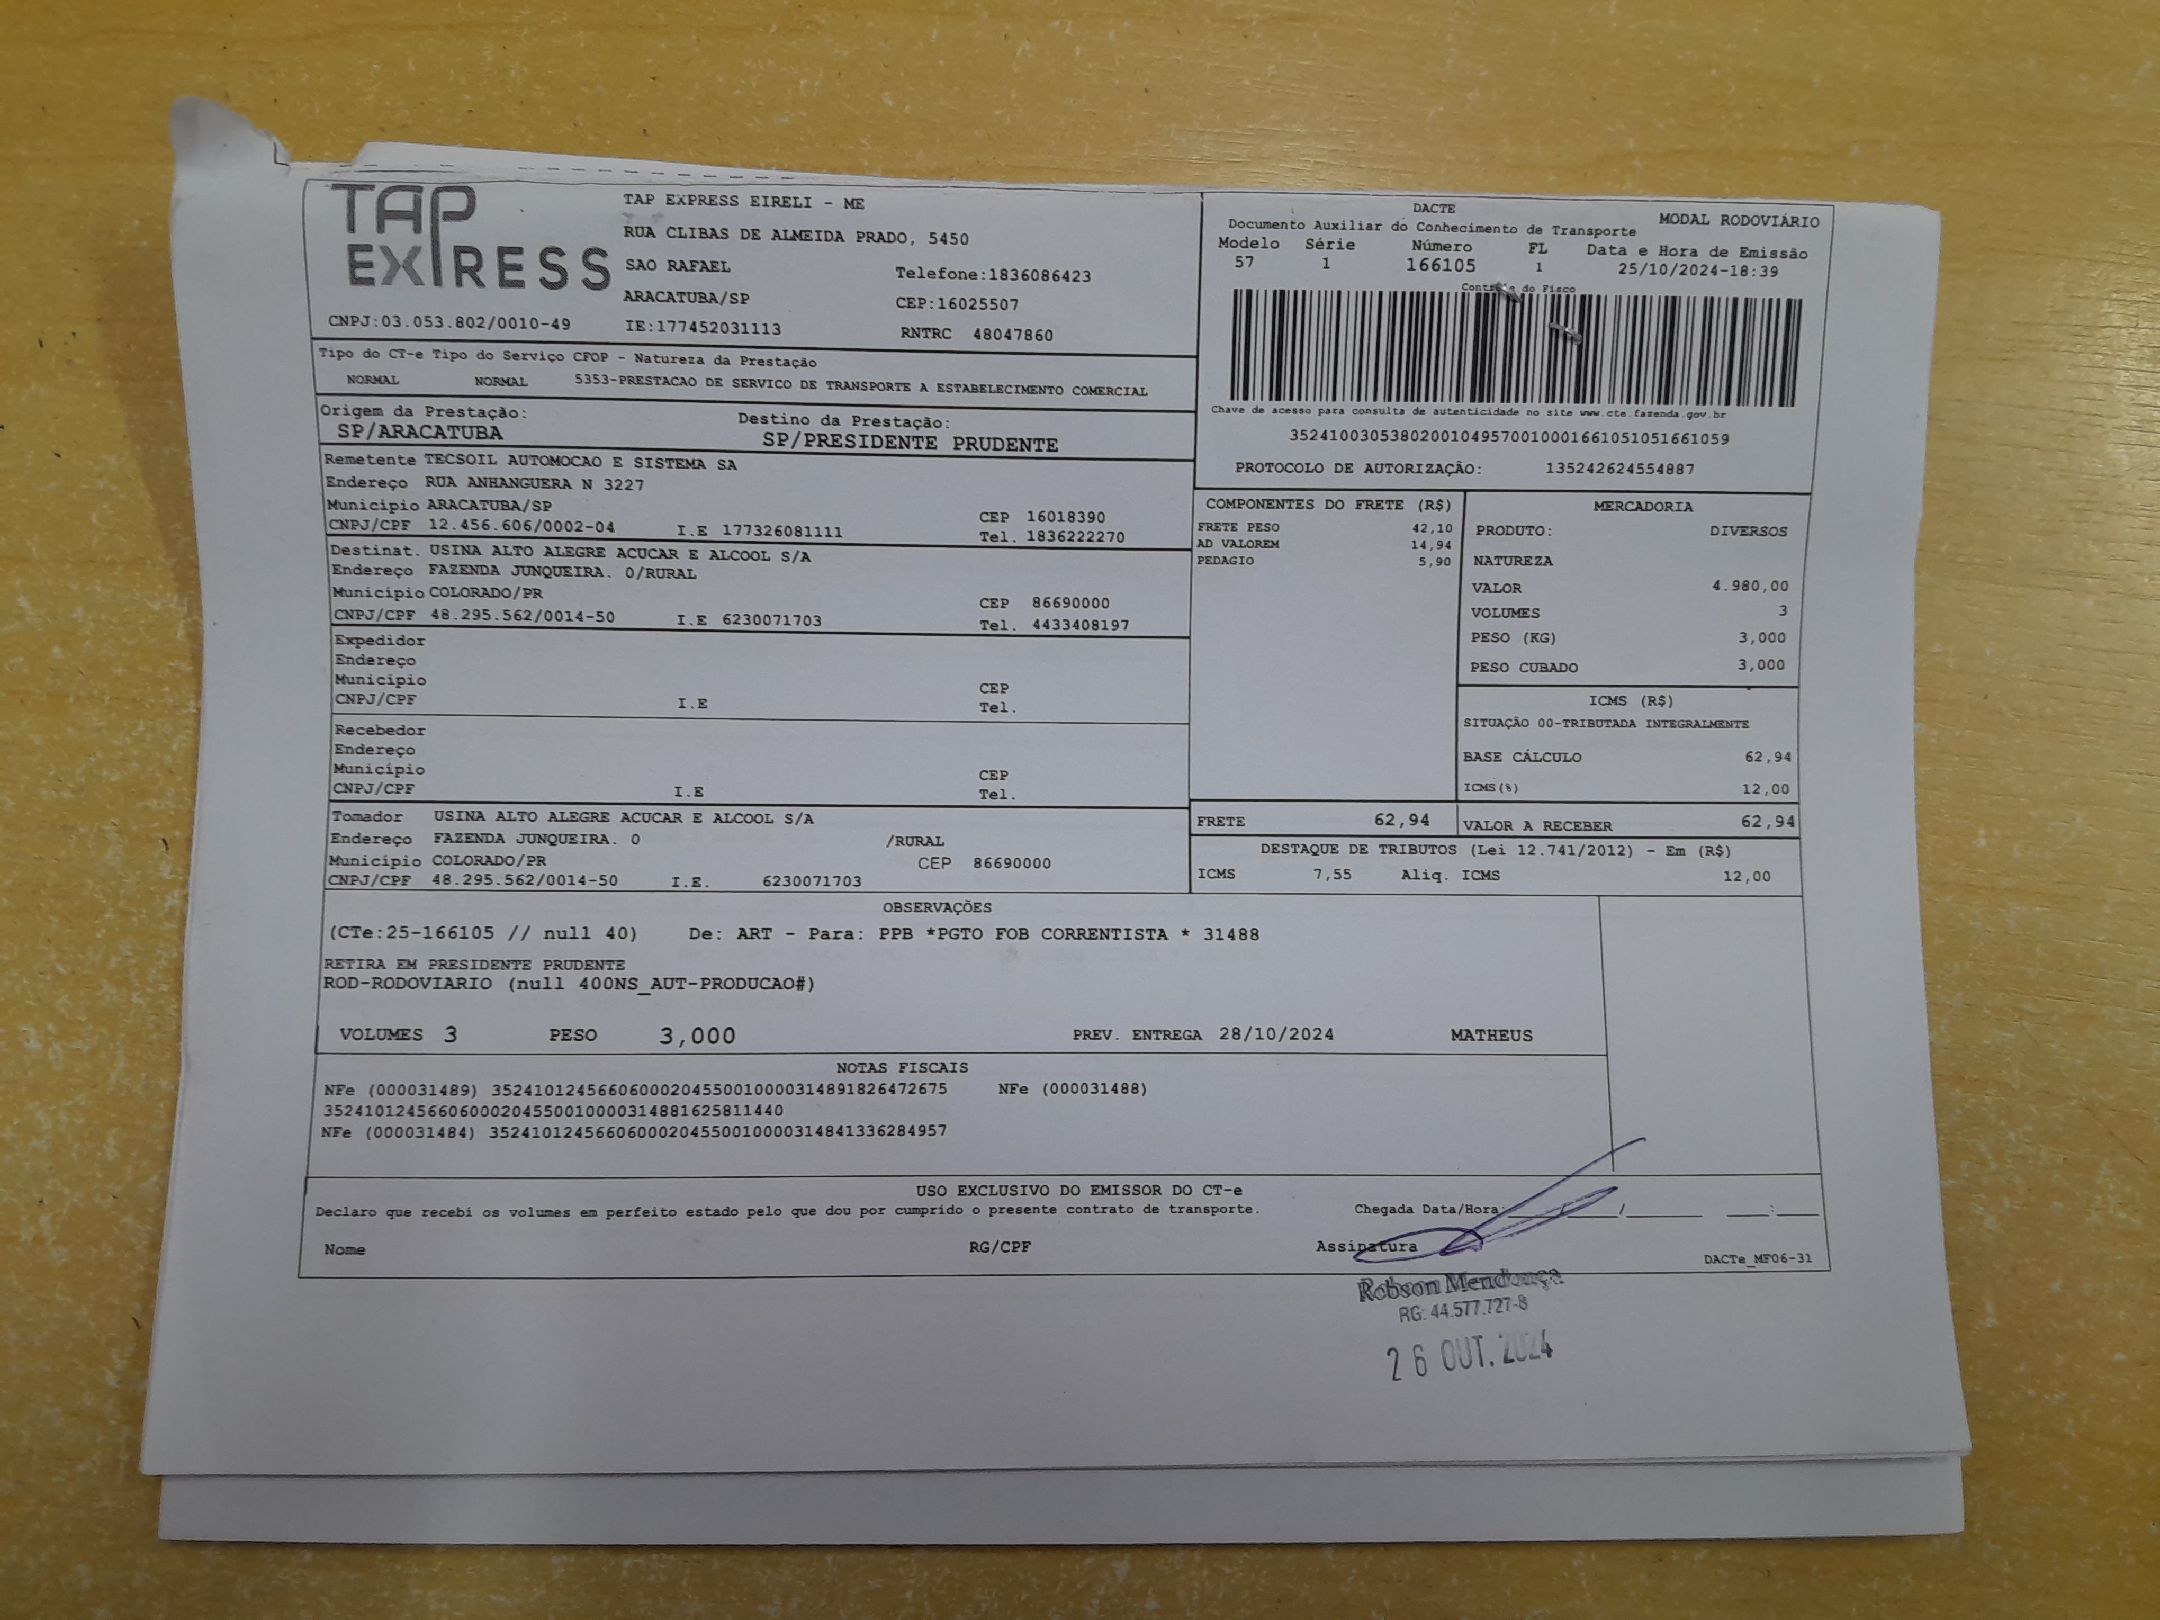 TAP EXPRESS
TAP EXPRESS EIRELI - ME
RUA CLIBAS DE ALMEIDA PRADO, 5450
SAO RAFAEL Telefone:1836086423
ARACATUBA/SP CEP:16025507
CNPJ:03.053.802/0010-49 IE:177452031113 RNTRC 48047860
DACTE
MODAL RODOVIÁRIO
Documento Auxiliar do Conhecimento de Transporte
Modelo Série Número FL Data e Hora de Emissão
57 1 166105 1 25/10/2024-18:39
Controle do Fisco
Chave de acesso para consulta de autenticidade no site www.cte.fazenda.gov.br
35241003053802001049570010001661051051661059
PROTOCOLO DE AUTORIZAÇÃO: 135242624554887
Tipo do CT-e Tipo do Serviço CFOP - Natureza da Prestação
NORMAL NORMAL 5353-PRESTACAO DE SERVICO DE TRANSPORTE A ESTABELECIMENTO COMERCIAL
Origem da Prestação: Destino da Prestação:
SP/ARACATUBA SP/PRESIDENTE PRUDENTE
Remetente TECSOIL AUTOMOCAO E SISTEMA SA
Endereço RUA ANHANGUERA N 3227
Município ARACATUBA/SP CEP 16018390
CNPJ/CPF 12.456.606/0002-04 I.E 177326081111 Tel. 1836222270
Destinat. USINA ALTO ALEGRE ACUCAR E ALCOOL S/A
Endereço FAZENDA JUNQUEIRA. 0/RURAL
Município COLORADO/PR CEP 86690000
CNPJ/CPF 48.295.562/0014-50 I.E 6230071703 Tel. 4433408197
Expedidor
Endereço
Município CEP
CNPJ/CPF I.E Tel.
Recebedor
Endereço
Município CEP
CNPJ/CPF I.E Tel.
Tomador USINA ALTO ALEGRE ACUCAR E ALCOOL S/A
Endereço FAZENDA JUNQUEIRA. 0 /RURAL
Município COLORADO/PR CEP 86690000
CNPJ/CPF 48.295.562/0014-50 I.E. 6230071703
COMPONENTES DO FRETE (R$)
FRETE PESO 42,10
AD VALOREM 14,94
PEDAGIO 5,90
MERCADORIA
PRODUTO: DIVERSOS
NATUREZA
VALOR 4.980,00
VOLUMES 3
PESO (KG) 3,000
PESO CUBADO 3,000
ICMS (R$)
SITUAÇÃO 00-TRIBUTADA INTEGRALMENTE
BASE CÁLCULO 62,94
ICMS(%) 12,00
FRETE 62,94 VALOR A RECEBER 62,94
DESTAQUE DE TRIBUTOS (Lei 12.741/2012) - Em (R$)
ICMS 7,55 Aliq. ICMS 12,00
OBSERVAÇÕES
(CTe:25-166105 // null 40) De: ART - Para: PPB *PGTO FOB CORRENTISTA * 31488
RETIRA EM PRESIDENTE PRUDENTE
ROD-RODOVIARIO (null 400NS_AUT-PRODUCAO#)
VOLUMES 3 PESO 3,000 PREV. ENTREGA 28/10/2024 MATHEUS
NOTAS FISCAIS
NFe (000031489) 35241012456606000204550010000314891826472675 NFe (000031488)
35241012456606000204550010000314881625811440
NFe (000031484) 35241012456606000204550010000314841336284957
USO EXCLUSIVO DO EMISSOR DO CT-e
Declaro que recebi os volumes em perfeito estado pelo que dou por cumprido o presente contrato de transporte. Chegada Data/Hora: / / :
Nome RG/CPF Assinatura DACTe_MF06-31
Robson Mendonça
RG: 44.577.727-8
26 OUT. 2024